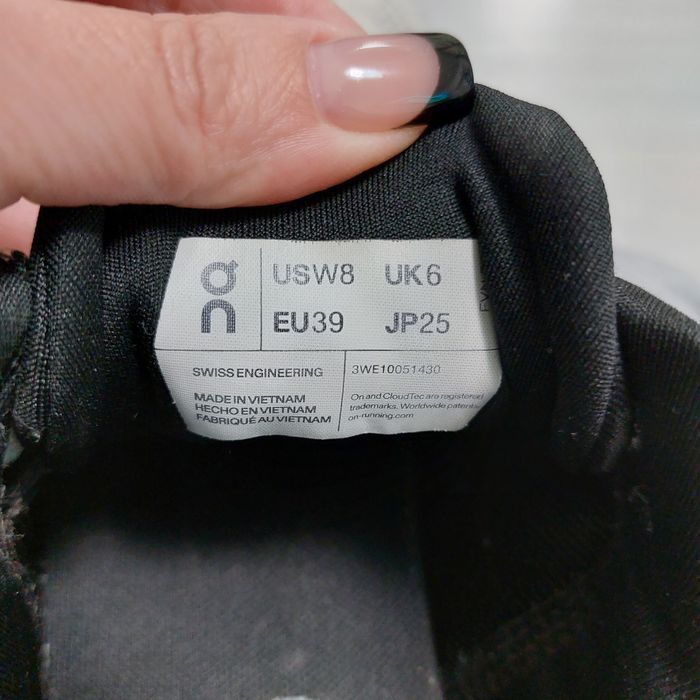 on
USW8 UK6
EU39 JP25
SWISS ENGINEERING
3WE10051430
MADE IN VIETNAM
HECHO EN VIETNAM
FABRIQUÉ AU VIETNAM
On and CloudTec are registered
trademarks. Worldwide patents
on-running.com